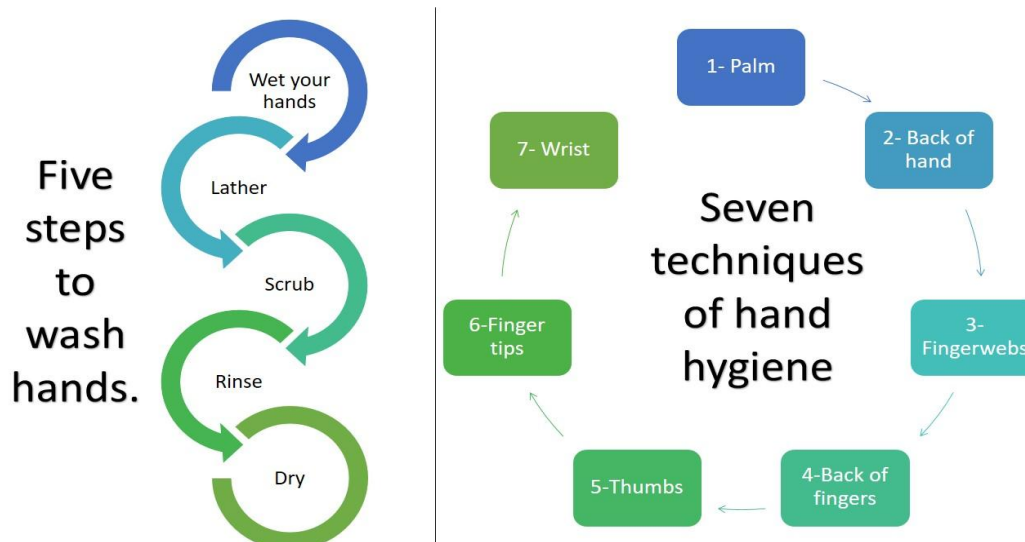 Five
steps
to
wash
hands.
Wet your
hands
Lather
Scrub
Rinse
Dry
Seven
techniques
of hand
hygiene
1- Palm
2- Back of
hand
3-
Fingerwebs
4-Back of
fingers
5-Thumbs
6-Finger
tips
7- Wrist